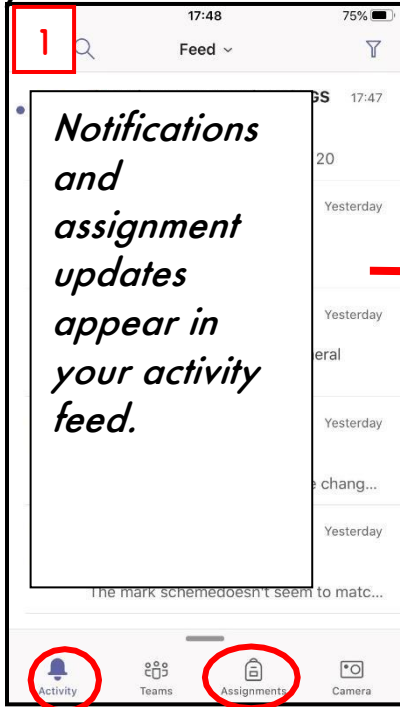 17:48 75%
1
Feed
GS 17:47
Notifications
and
assignment
updates
appear in
your activity
feed.
20
Yesterday
Yesterday
eral
Yesterday
chang...
Yesterday
The mark schemedoesn't seem to matc...
Activity Teams Assignments Camera